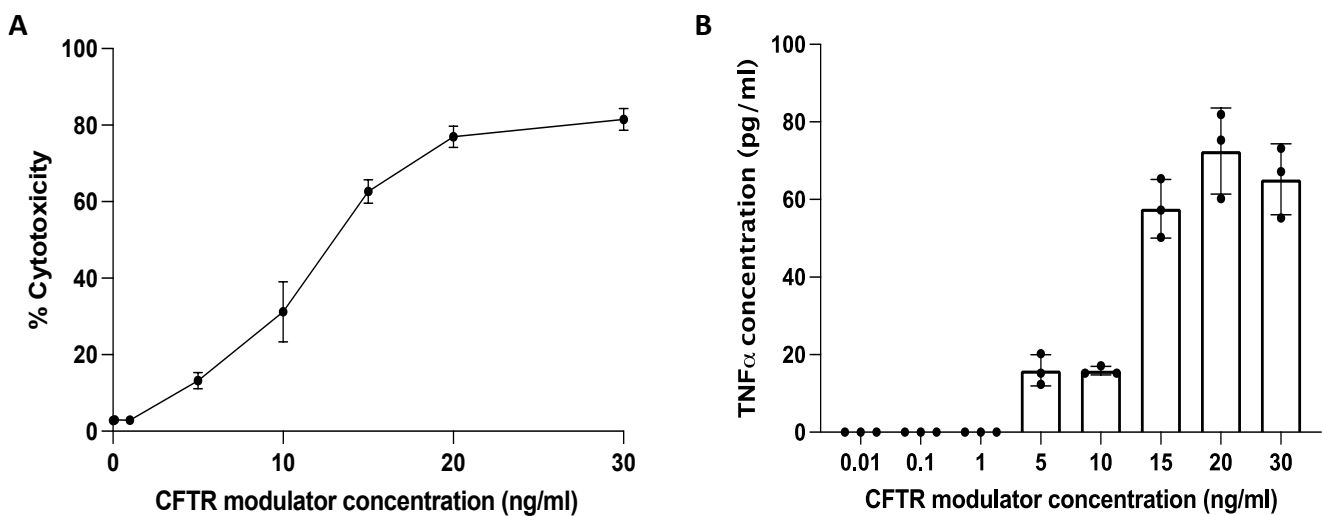 A
% Cytotoxicity
100
80
60
40
20
0
0 10 20 30
CFTR modulator concentration (ng/ml)
B
TNFα concentration (pg/ml)
100
80
60
40
20
0
0.01 0.1 1 5 10 15 20 30
CFTR modulator concentration (ng/ml)